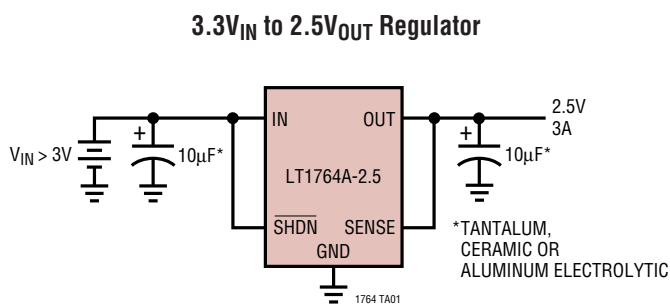 3.3VIN to 2.5VOUT Regulator
IN
OUT
2.5V
3A
+
+
VIN > 3V
10µF*
10µF*
LT1764A-2.5
SHDN
SENSE
GND
*TANTALUM,
CERAMIC OR
ALUMINUM ELECTROLYTIC
1764 TA01